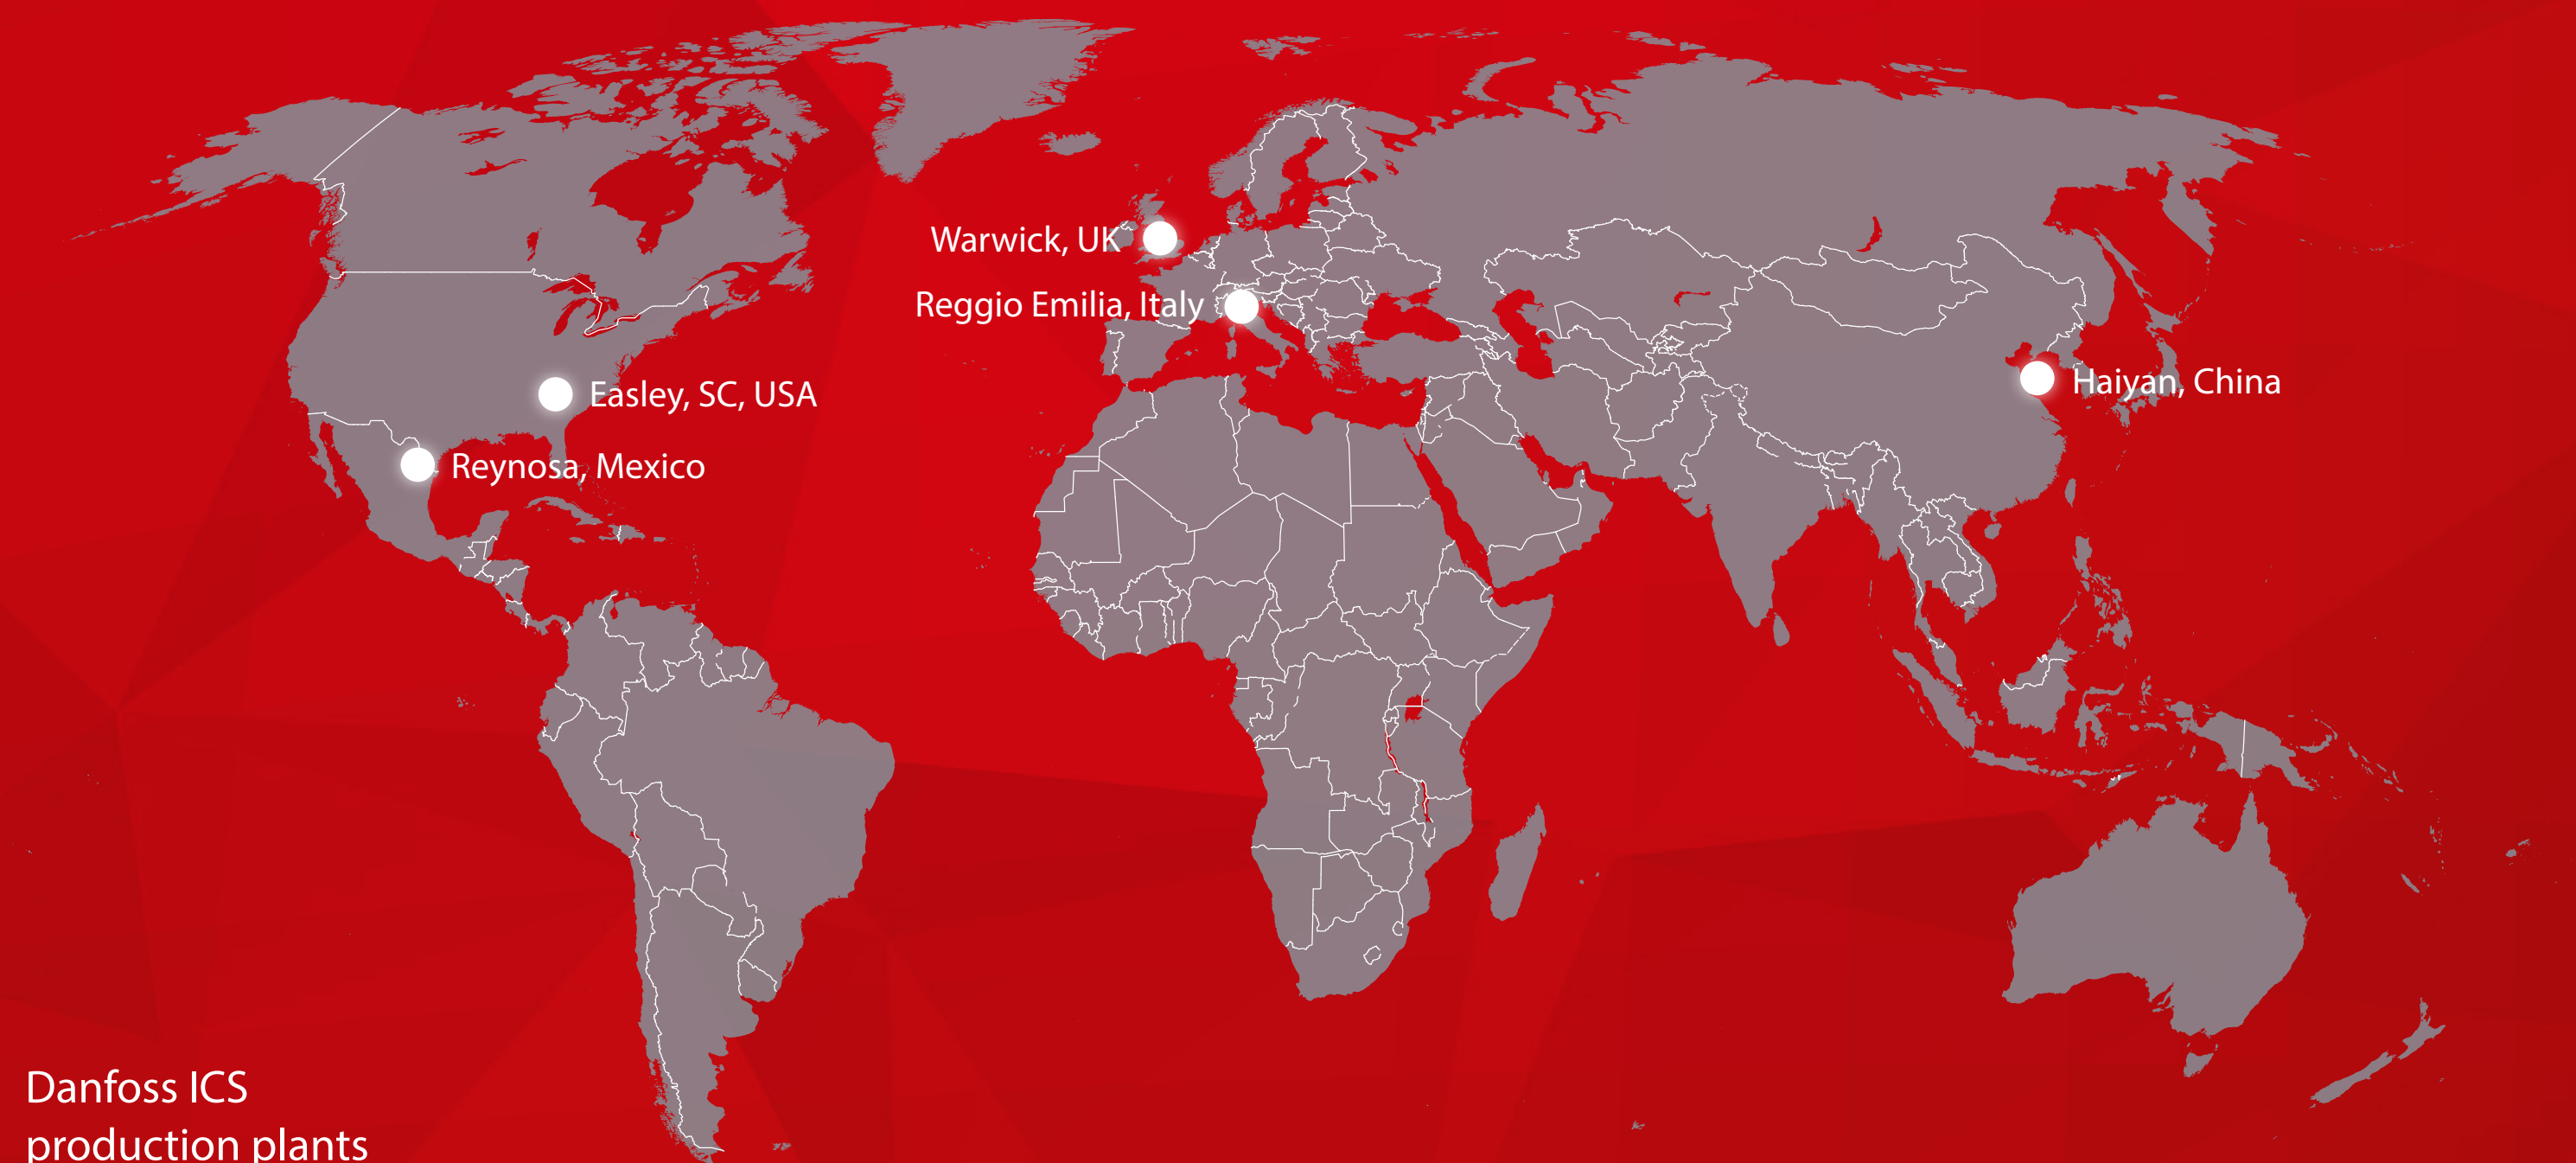 Warwick, UK
Reggio Emilia, Italy
Easley, SC, USA
Haiyan, China
Reynosa, Mexico
Danfoss ICS
production plants